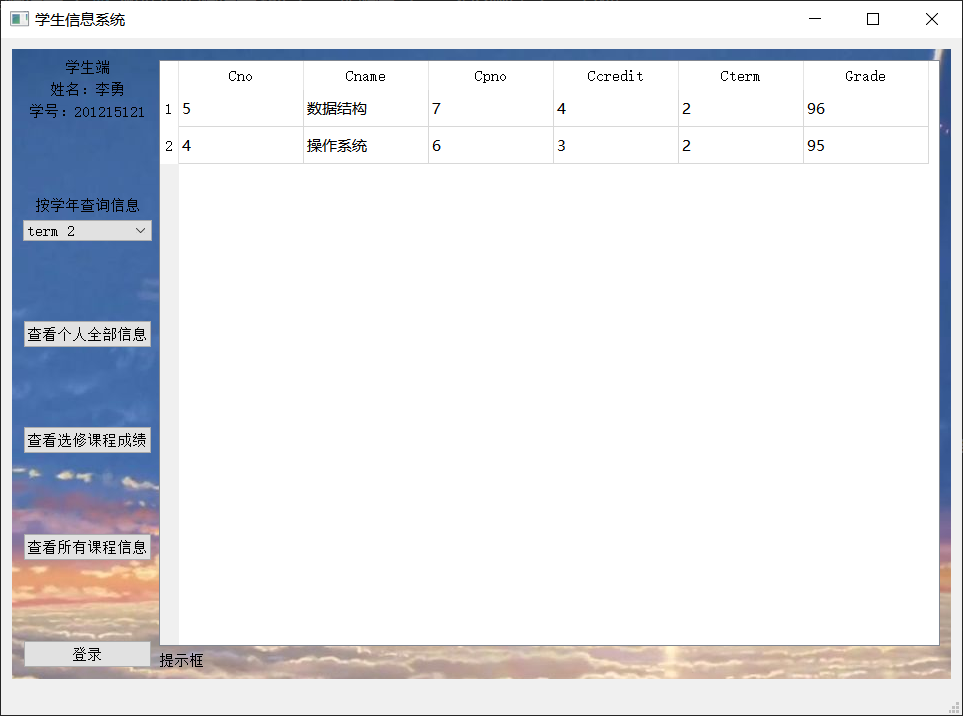 学生信息系统
学生端
姓名：李勇
学号：201215121
按学年查询信息
term 2
查看个人全部信息
查看选修课程成绩
查看所有课程信息
登录
Cno Cname Cpno Ccredit Cterm Grade
1 5 数据结构 7 4 2 96
2 4 操作系统 6 3 2 95
提示框